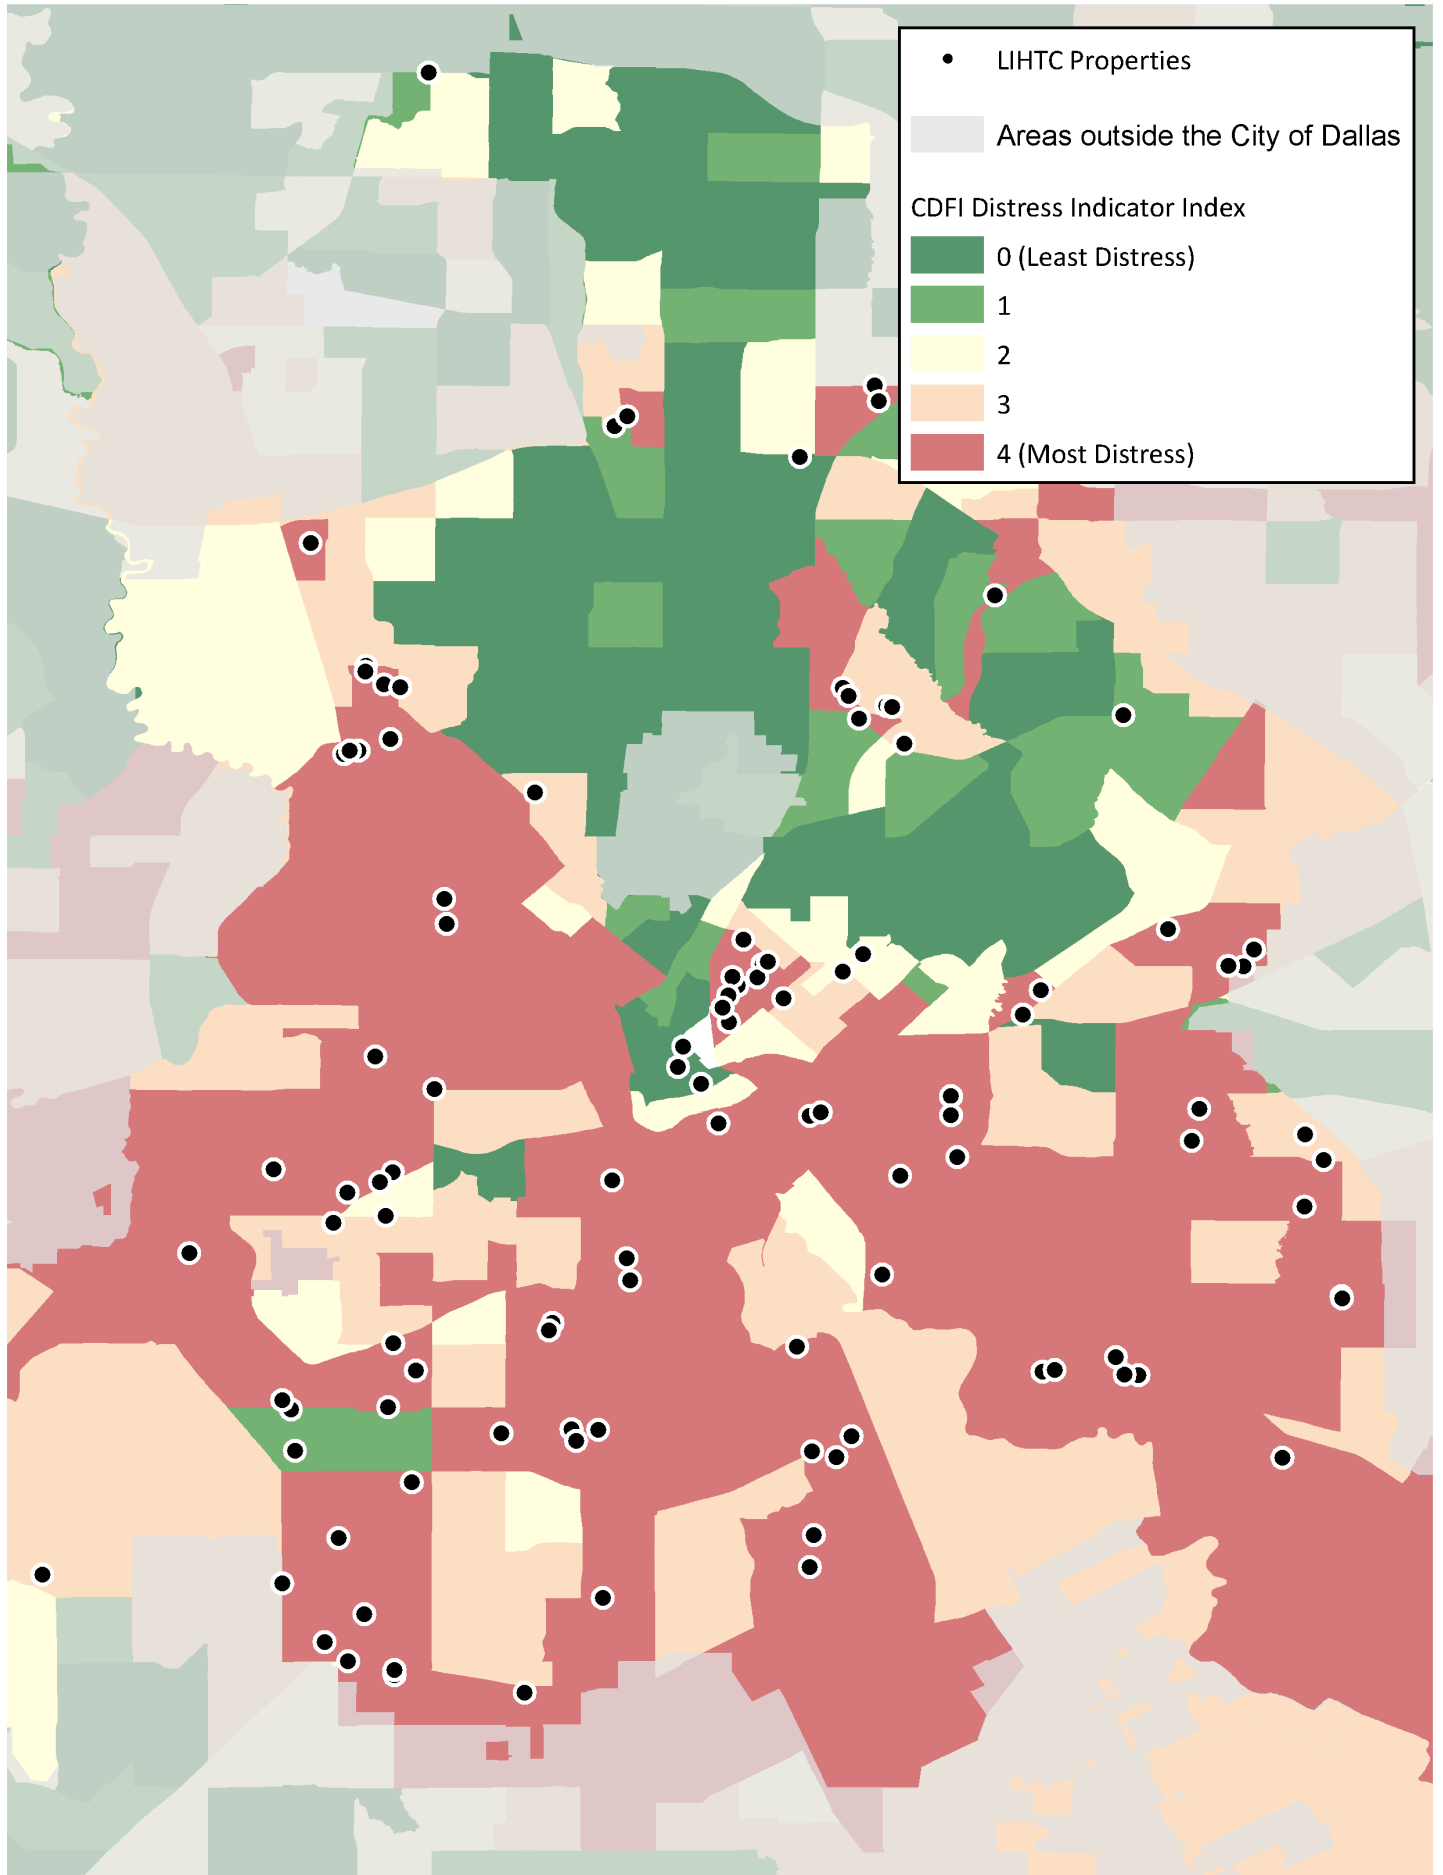 LIHTC Properties
Areas outside the City of Dallas
CDFI Distress Indicator Index
0 (Least Distress)
1
2
3
4 (Most Distress)